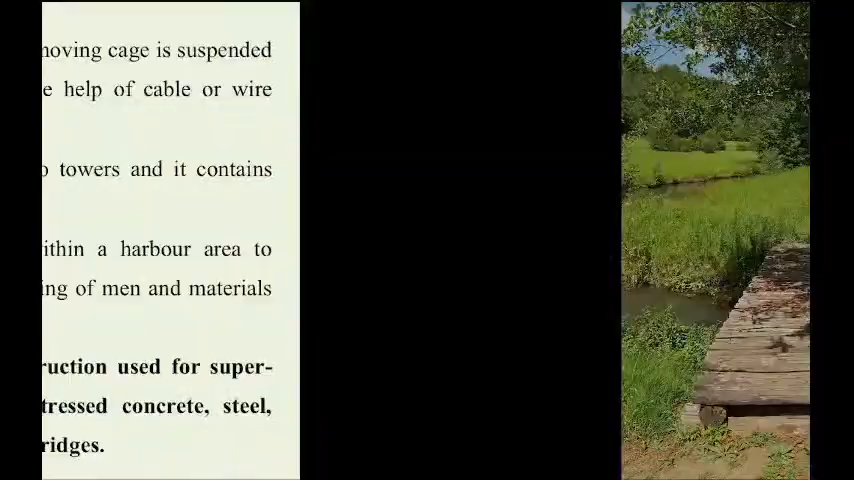 moving cage is suspended
e help of cable or wire
o towers and it contains
ithin a harbour area to
ing of men and materials
ruction used for super-
tressed concrete, steel,
ridges.